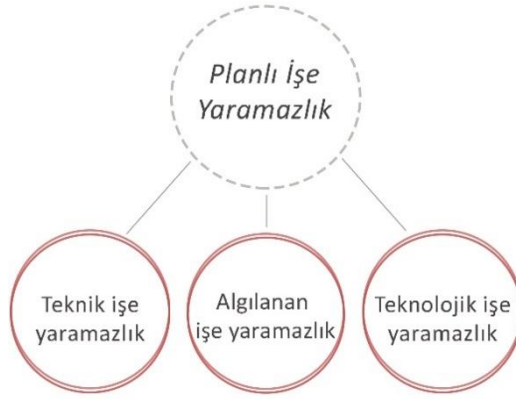 Planlı İşe
Yaramazlık
Teknik işe
yaramazlık
Algılanan
işe yaramazlık
Teknolojik işe
yaramazlık